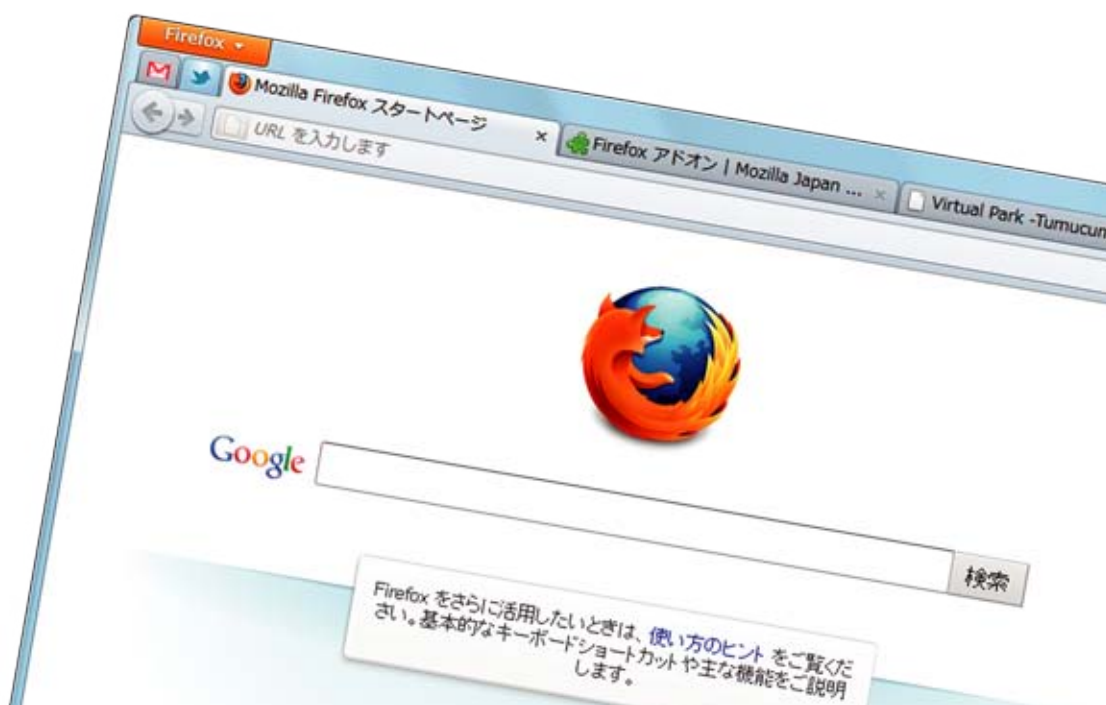 Firefox
Mozilla Firefox スタートページ
Firefox アドオン | Mozilla Japan ...
Virtual Park -Tumucum
URL を入力します
Google
検索
Firefox をさらに活用したいときは、使い方のヒント をご覧くだ
さい。基本的なキーボードショートカットや主な機能をご説明
します。